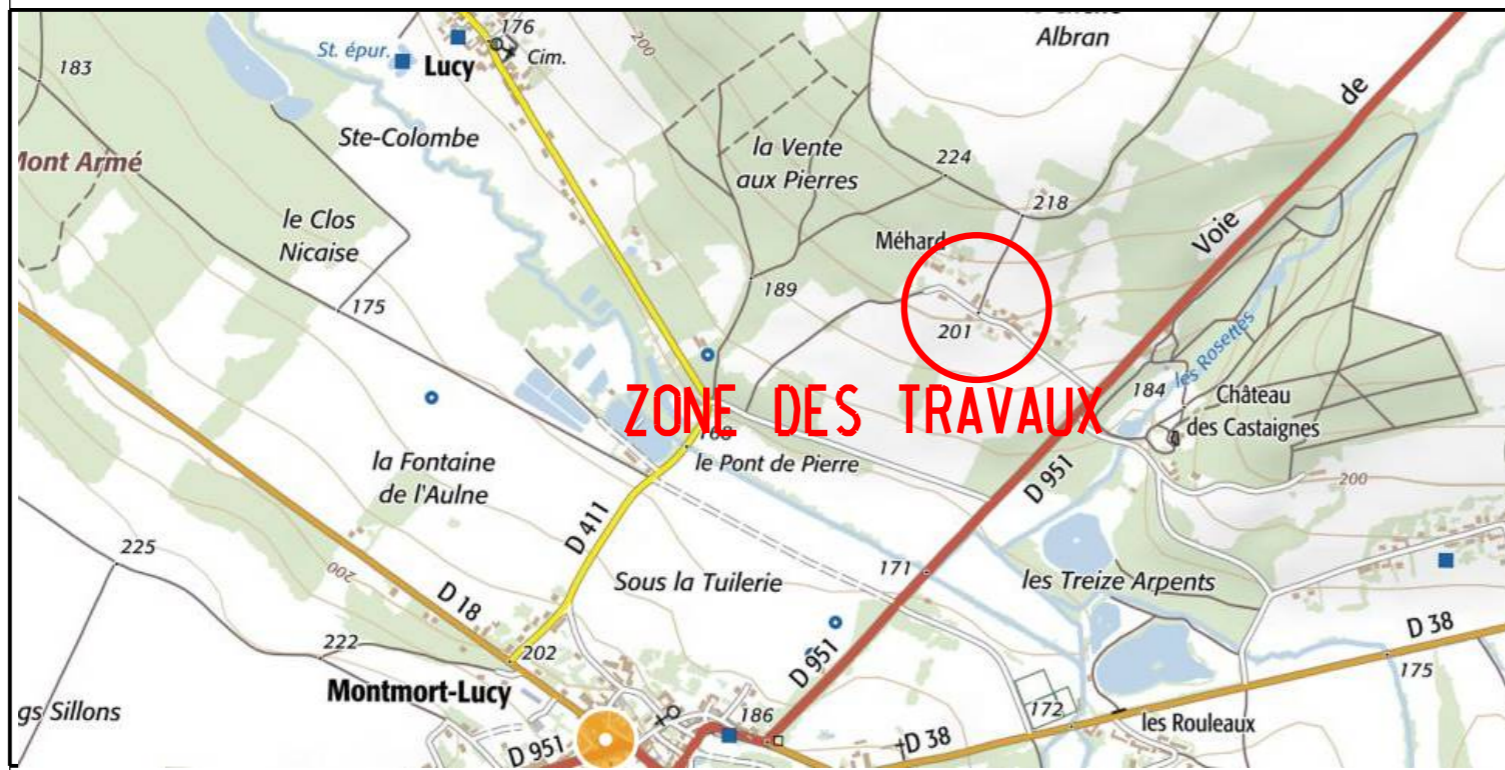 Albran
176
St. épur.
Lucy
Cim.
200
183
Ste-Colombe
de
Mont Armé
la Vente
aux Pierres
224
le Clos
Nicaise
218
Voie
Méhard
189
175
201
les Rosettes
ZONE DES TRAVAUX
184
Château
des Castaignes
168
le Pont de Pierre
la Fontaine
de l'Aulne
D 951
200
D 411
225
200
Sous la Tuilerie
171
les Treize Arpents
D 18
D 38
222
202
D 951
175
Montmort-Lucy
gs Sillons
186
172
les Rouleaux
D 951
D 38